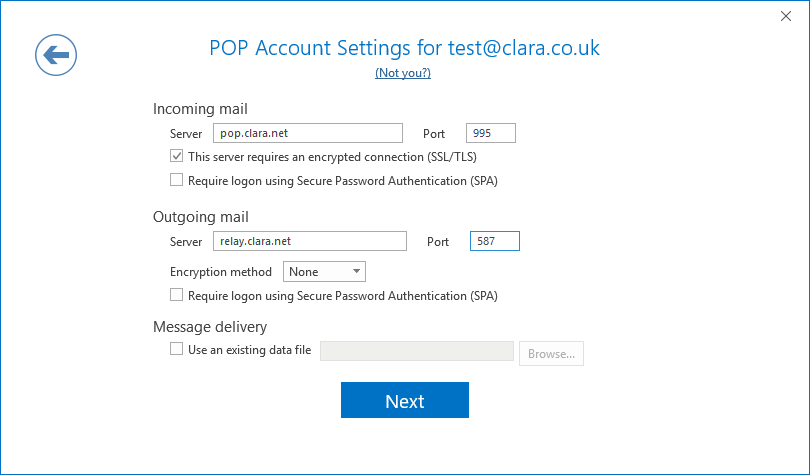 POP Account Settings for test@clara.co.uk
(Not you?)
Incoming mail
Server pop.clara.net Port 995
This server requires an encrypted connection (SSL/TLS)
Require logon using Secure Password Authentication (SPA)
Outgoing mail
Server relay.clara.net Port 587
Encryption method None
Require logon using Secure Password Authentication (SPA)
Message delivery
Use an existing data file Browse...
Next